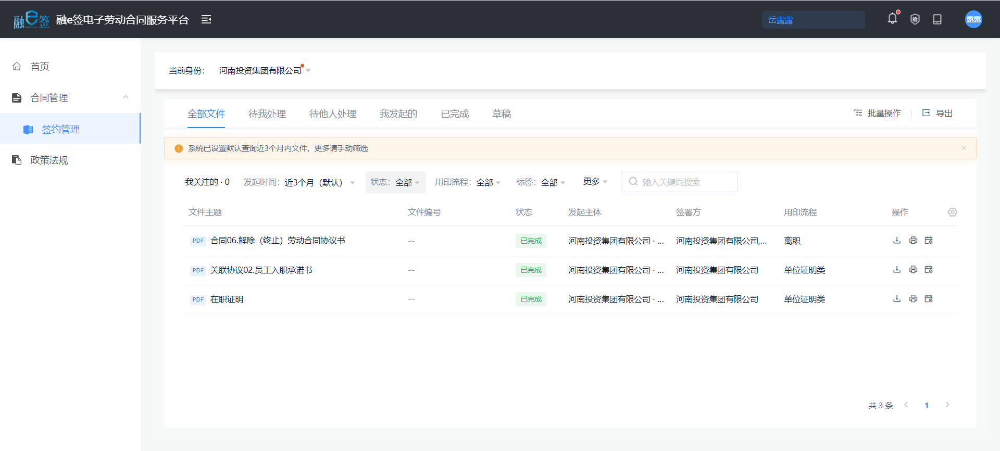 融e签 融e签电子劳动合同服务平台 岳露露 露露
首页
合同管理
签约管理
政策法规
当前身份： 河南投资集团有限公司
全部文件 待我处理 待他人处理 我发起的 已完成 草稿 批量操作 导出
系统已设置默认查询近3个月内文件，更多请手动筛选
我关注的 · 0 发起时间：近3个月（默认） 状态：全部 用印流程：全部 标签：全部 更多 输入关键词搜索
文件主题 文件编号 状态 发起主体 签署方 用印流程 操作
PDF 合同06.解除（终止）劳动合同协议书 -- 已完成 河南投资集团有限公司 · ... 河南投资集团有限公司,... 离职
PDF 关联协议02.员工入职承诺书 -- 已完成 河南投资集团有限公司 · ... 河南投资集团有限公司 单位证明类
PDF 在职证明 -- 已完成 河南投资集团有限公司 · ... 河南投资集团有限公司 单位证明类
共 3 条 1